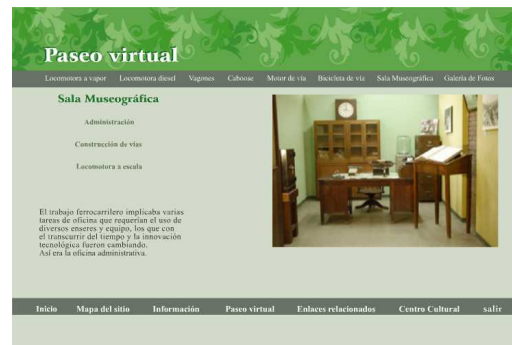 Paseo virtual
Locomotora a vapor Locomotora diesel Vagones Caboose Motor de vía Bicicleta de vía Sala Museográfica Galería de Fotos
Sala Museográfica
Administración
Construcción de vías
Locomotora a escala
El trabajo ferrocarrilero implicaba varias
tareas de oficina que requerían el uso de
diversos enseres y equipo, los que con
el transcurrir del tiempo y la innovación
tecnológica fueron cambiando.
Así era la oficina administrativa.
Inicio Mapa del sitio Información Paseo virtual Enlaces relacionados Centro Cultural salir